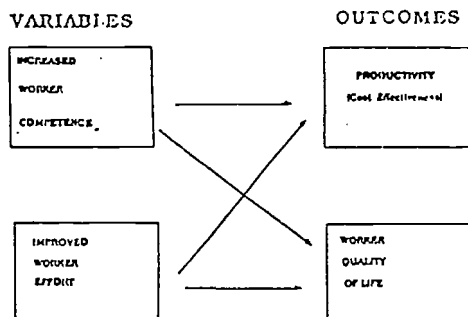 VARIABLES
OUTCOMES
INCREASED
WORKER
COMPETENCE
PRODUCTIVITY
(Cost Effectiveness)
IMPROVED
WORKER
EFFORT
WORKER
QUALITY
OF LIFE